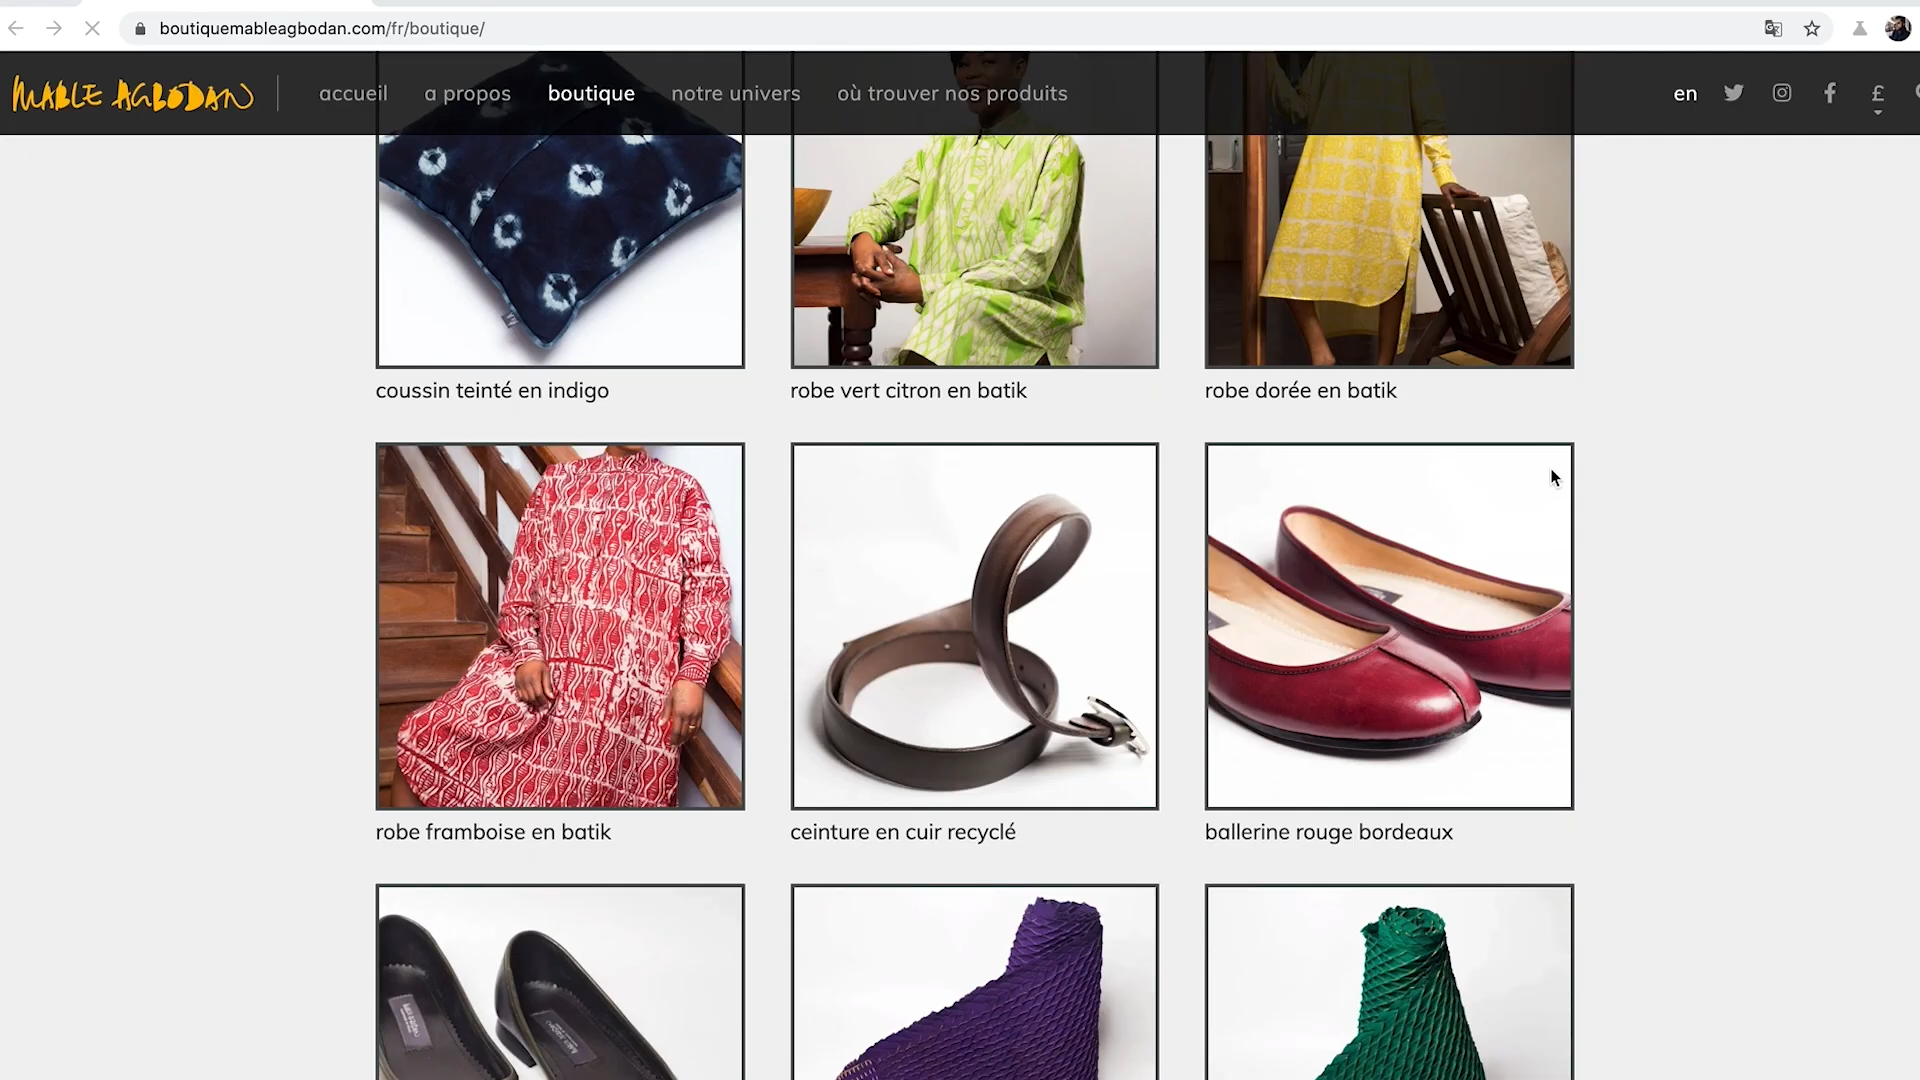 boutiquemableagbodan.com/fr/boutique/
MABLE AGBODAN
accueil a propos boutique notre univers où trouver nos produits en £
coussin teinté en indigo robe vert citron en batik robe dorée en batik
robe framboise en batik ceinture en cuir recyclé ballerine rouge bordeaux